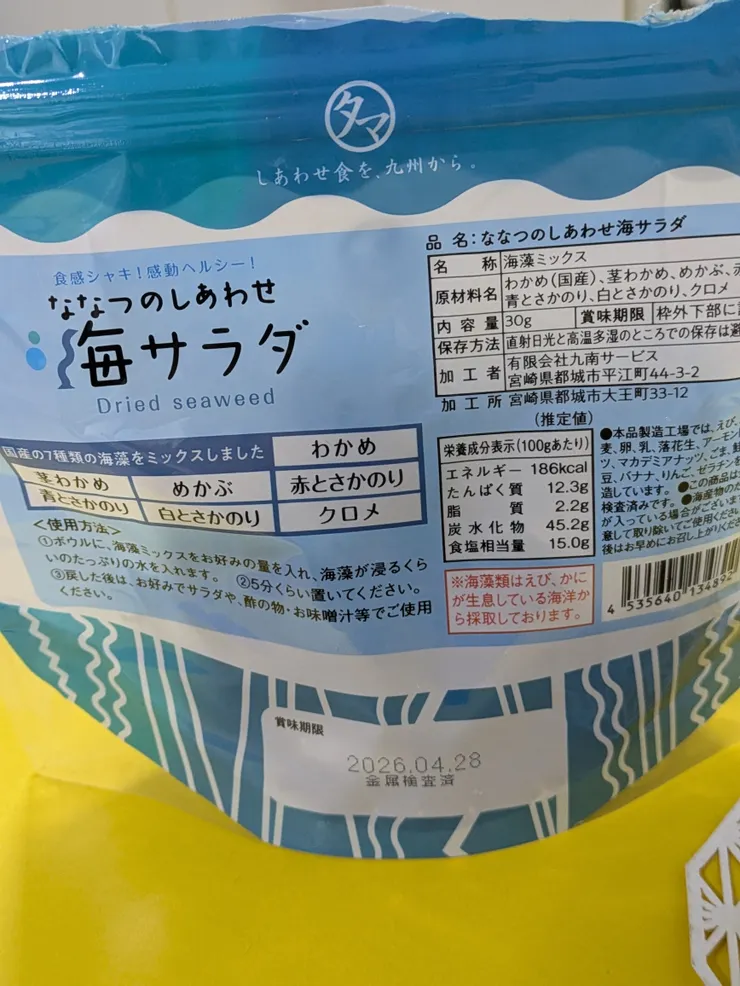 タマ
しあわせ食を、九州から。
食感シャキ!感動ヘルシー!
ななつのしあわせ
海サラダ
Dried seaweed
国産の7種類の海藻をミックスしました
わかめ
茎わかめ
めかぶ
赤とさかのり
青とさかのり
白とさかのり
クロメ
<使用方法>
①ボウルに、海藻ミックスをお好みの量を入れ、海藻が浸るくら
いのたっぷりの水を入れます。 ②5分くらい置いてください。
③戻した後は、お好みでサラダや、酢の物・お味噌汁等でご使用
ください。
品 名:ななつのしあわせ海サラダ
名 称 海藻ミックス
原材料名 わかめ(国産)、茎わかめ、めかぶ、赤
青とさかのり、白とさかのり、クロメ
内容量 30g 賞味期限 枠外下部に
保存方法 直射日光と高温多湿のところでの保存は避
加工者 有限会社九南サービス
宮崎県都城市平江町44-3-2
加工所 宮崎県都城市大王町33-12
(推定値)
栄養成分表示(100gあたり)
エネルギー 186kcal
たんぱく質 12.3g
脂質 2.2g
炭水化物 45.2g
食塩相当量 15.0g
※海藻類はえび、かに
が生息している海洋か
ら採取しております。
●本品製造工場では、えび、
麦、卵、乳、落花生、アーモン
ツ、マカデミアナッツ、ごま、鮭
豆、バナナ、りんご、ゼラチンを
造しています。 ●この商品は
検査済みです。 ●海産物のた
が入っている場合がございま
意して取り除いてご使用くださ
後はお早めにお召し上がりくだ
4 535640 134892
賞味期限
2026.04.28
金属検査済